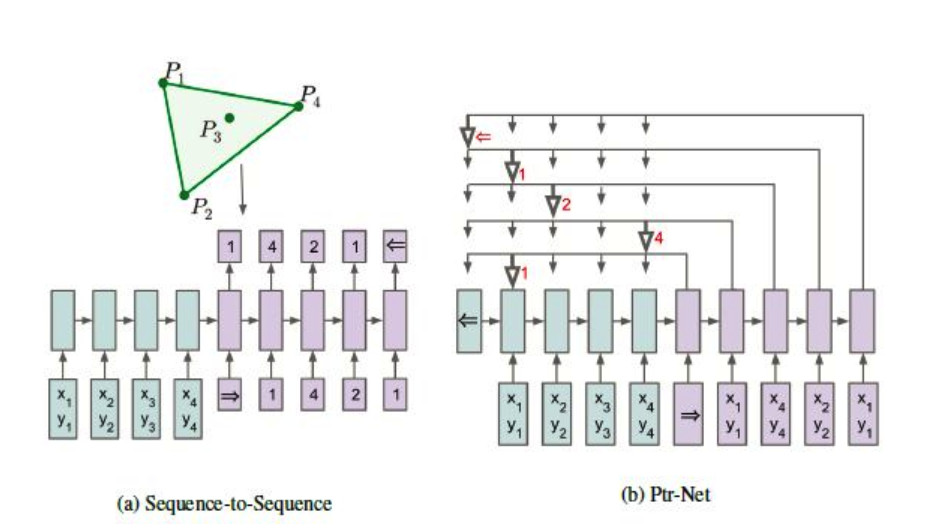 P₁
P₄
P₃
P₂
1 4 2 1 ⇐
x₁ x₂ x₃ x₄ ⇒ 1 4 2 1
y₁ y₂ y₃ y₄
(a) Sequence-to-Sequence
⇐
1
2
4
1
⇐
x₁ x₂ x₃ x₄ ⇒ x₁ x₄ x₂ x₁
y₁ y₂ y₃ y₄ y₁ y₄ y₂ y₁
(b) Ptr-Net